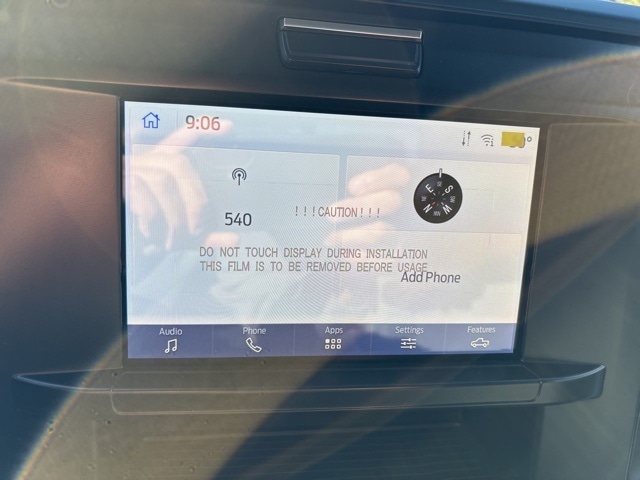 9:06
540
! ! ! CAUTION ! ! !
E S
N W
DO NOT TOUCH DISPLAY DURING INSTALLATION
THIS FILM IS TO BE REMOVED BEFORE USAGE
Add Phone
Audio Phone Apps Settings Features